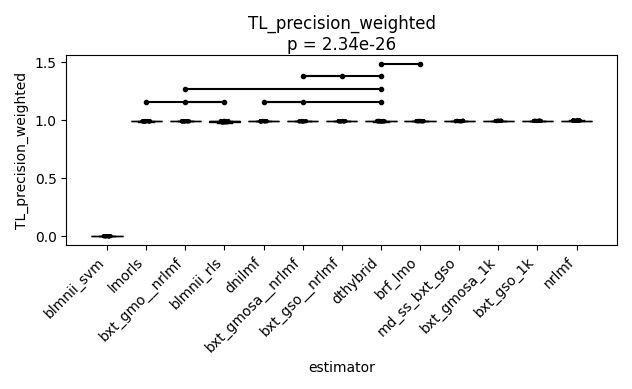 TL_precision_weighted
p = 2.34e-26
TL_precision_weighted
1.5
1.0
0.5
0.0
blmnii_svm
lmorls
bxt_gmo__nrlmf
blmnii_rls
dnilmf
bxt_gmosa__nrlmf
bxt_gso__nrlmf
dthybrid
brf_lmo
md_ss_bxt_gso
bxt_gmosa_1k
bxt_gso_1k
nrlmf
estimator